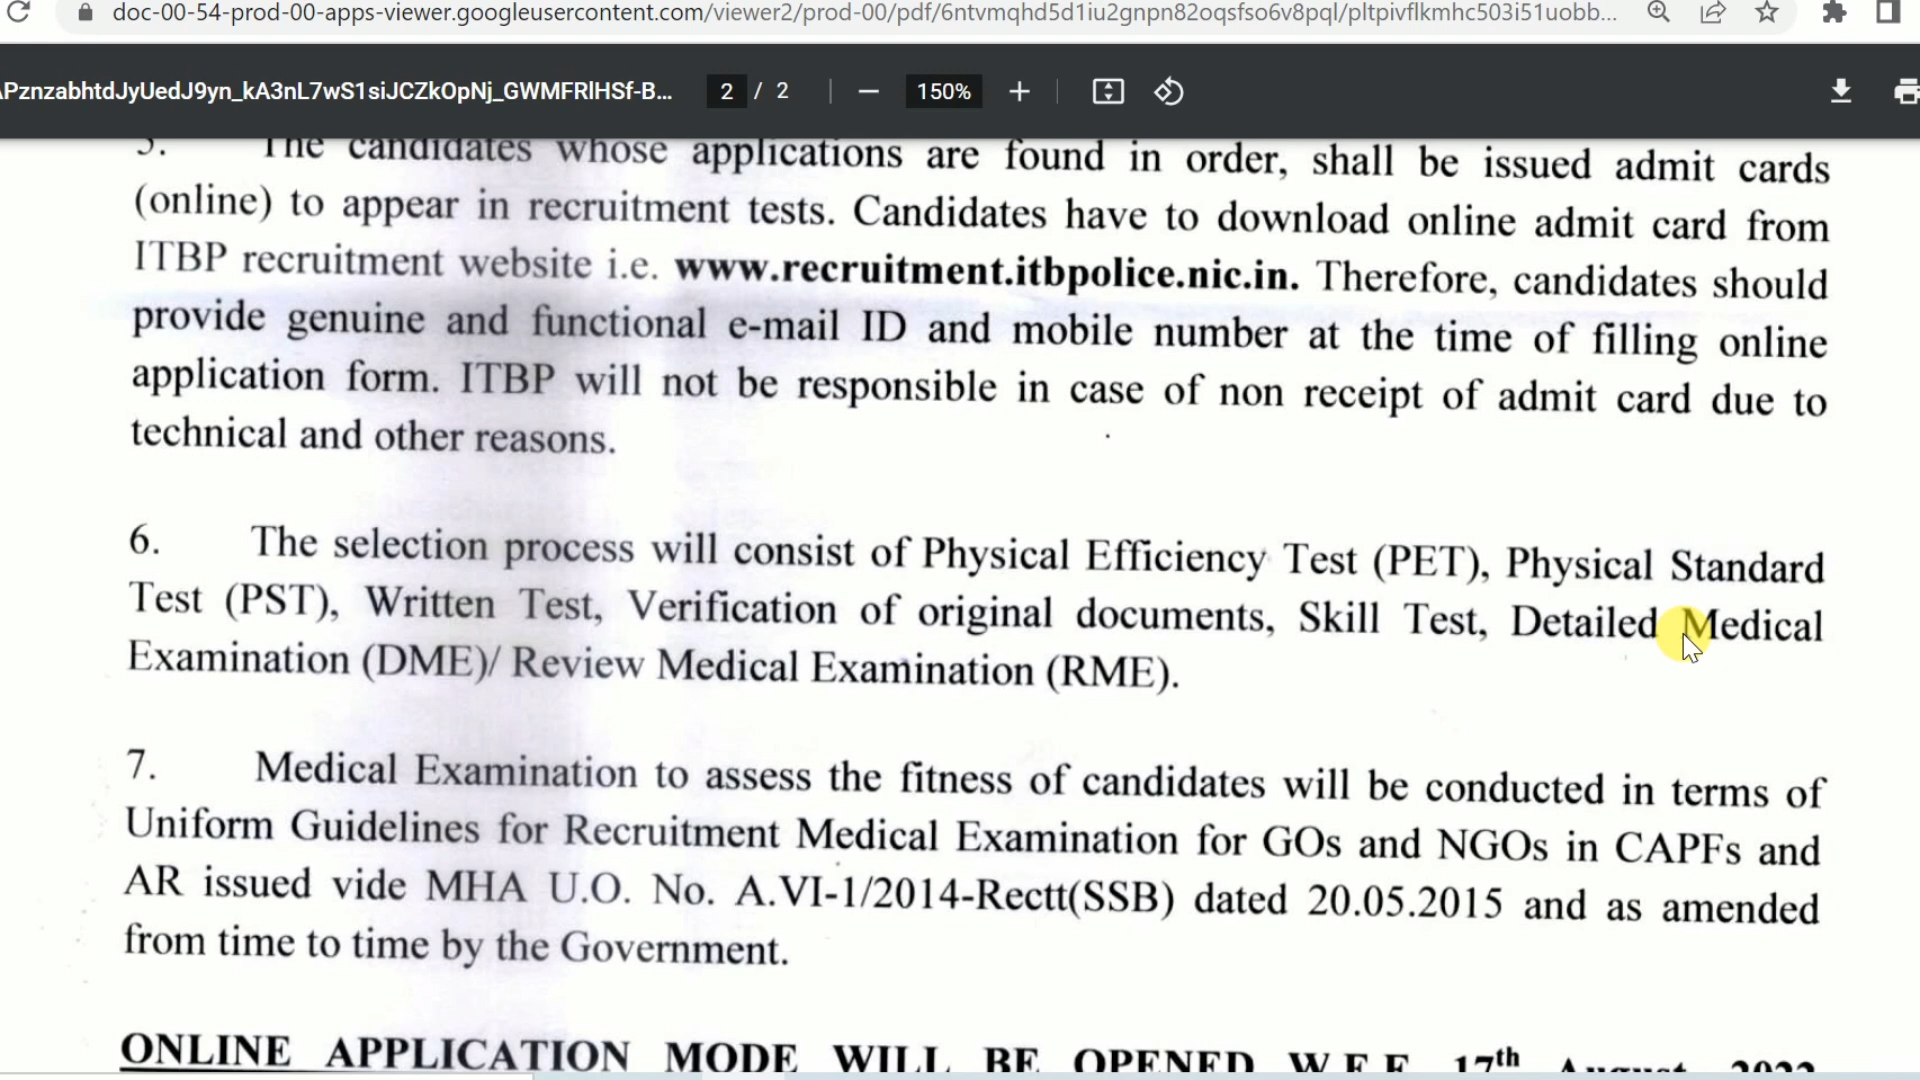 doc-00-54-prod-00-apps-viewer.googleusercontent.com/viewer2/prod-00/pdf/6ntvmqhd5d1iu2gnpn82oqsfso6v8pql/pltpivflkmhc503i51uobb...
PznzabhtdJyUedJ9yn_kA3nL7wS1siJCZkOpNj_GWMFRlHSf-B...
2 / 2
150%
5. The candidates whose applications are found in order, shall be issued admit cards
(online) to appear in recruitment tests. Candidates have to download online admit card from
ITBP recruitment website i.e. www.recruitment.itbpolice.nic.in. Therefore, candidates should
provide genuine and functional e-mail ID and mobile number at the time of filling online
application form. ITBP will not be responsible in case of non receipt of admit card due to
technical and other reasons.
6. The selection process will consist of Physical Efficiency Test (PET), Physical Standard
Test (PST), Written Test, Verification of original documents, Skill Test, Detailed Medical
Examination (DME)/ Review Medical Examination (RME).
7. Medical Examination to assess the fitness of candidates will be conducted in terms of
Uniform Guidelines for Recruitment Medical Examination for GOs and NGOs in CAPFs and
AR issued vide MHA U.O. No. A.VI-1/2014-Rectt(SSB) dated 20.05.2015 and as amended
from time to time by the Government.
ONLINE APPLICATION MODE WILL BE OPENED W.E.F. 17th August 2022